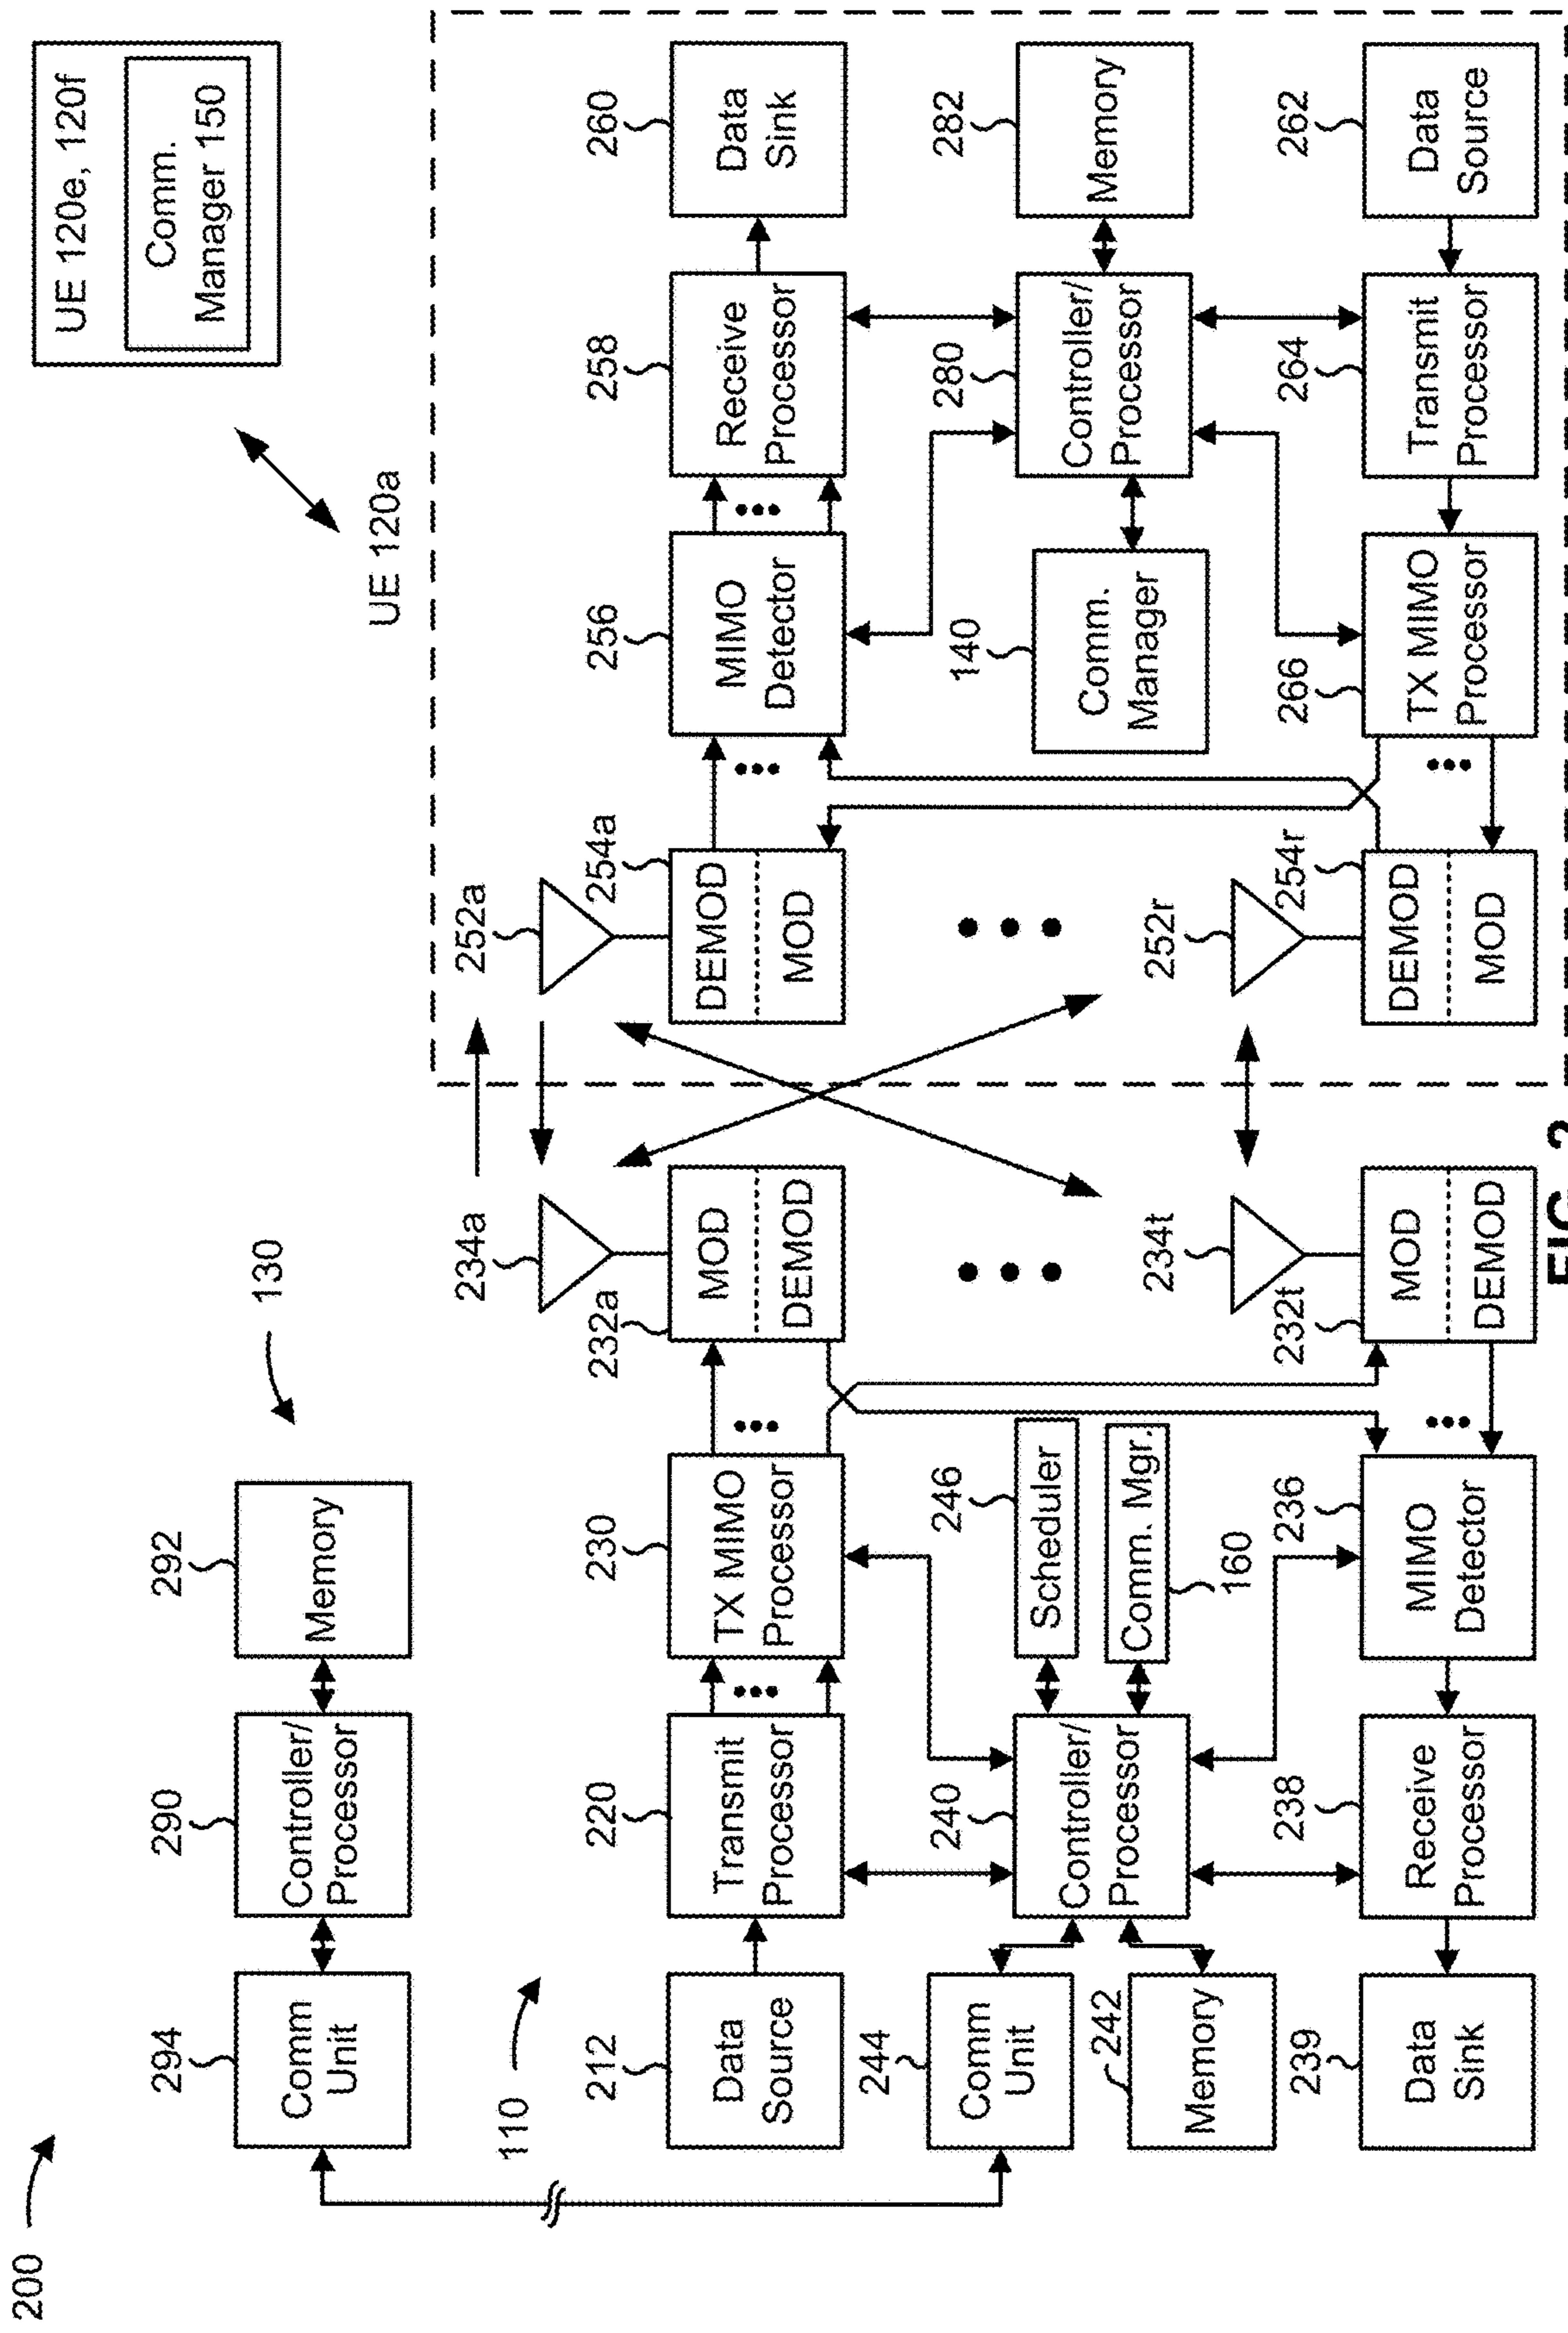 200
130
294
Comm
Unit
290
Controller/
Processor
292
Memory
UE 120e, 120f
Comm.
Manager 150
UE 120a
110
212
Data
Source
220
Transmit
Processor
230
TX MIMO
Processor
232a
MOD
DEMOD
234a
252a
254a
DEMOD
MOD
256
MIMO
Detector
258
Receive
Processor
260
Data
Sink
244
Comm
Unit
242
Memory
240
Controller/
Processor
246
Scheduler
Comm. Mgr.
160
140
Comm.
Manager
280
Controller/
Processor
282
Memory
239
Data
Sink
238
Receive
Processor
236
MIMO
Detector
232t
MOD
DEMOD
234t
252r
254r
DEMOD
MOD
266
TX MIMO
Processor
264
Transmit
Processor
262
Data
Source
FIG. 2